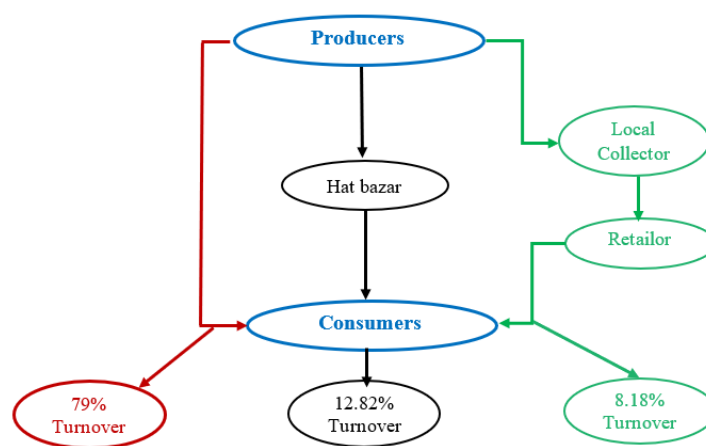 Producers
Local
Collector
Hat bazar
Retailor
Consumers
79%
Turnover
12.82%
Turnover
8.18%
Turnover